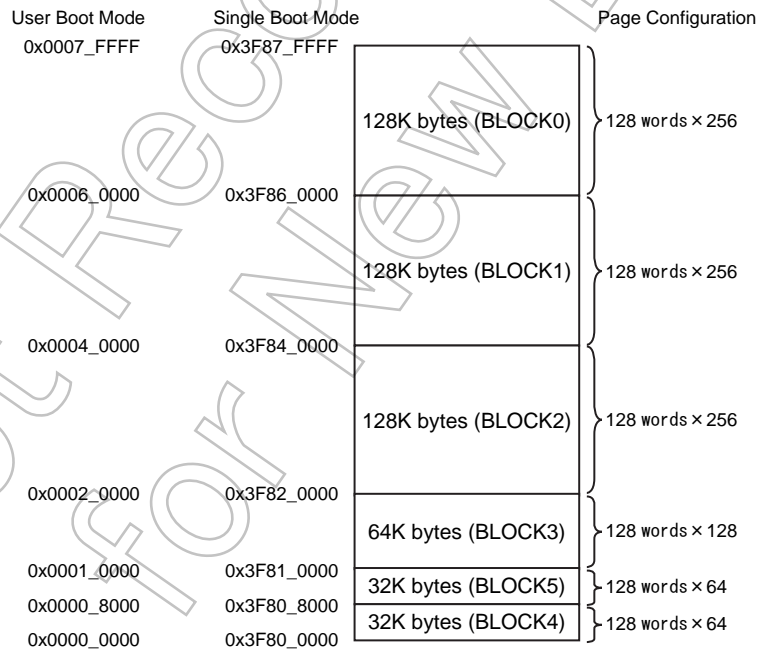 User Boot Mode Single Boot Mode Page Configuration
0x0007_FFFF 0x3F87_FFFF
128K bytes (BLOCK0) 128 words×256
0x0006_0000 0x3F86_0000
128K bytes (BLOCK1) 128 words×256
0x0004_0000 0x3F84_0000
128K bytes (BLOCK2) 128 words×256
0x0002_0000 0x3F82_0000
64K bytes (BLOCK3) 128 words×128
0x0001_0000 0x3F81_0000
32K bytes (BLOCK5) 128 words×64
0x0000_8000 0x3F80_8000
32K bytes (BLOCK4) 128 words×64
0x0000_0000 0x3F80_0000
for New